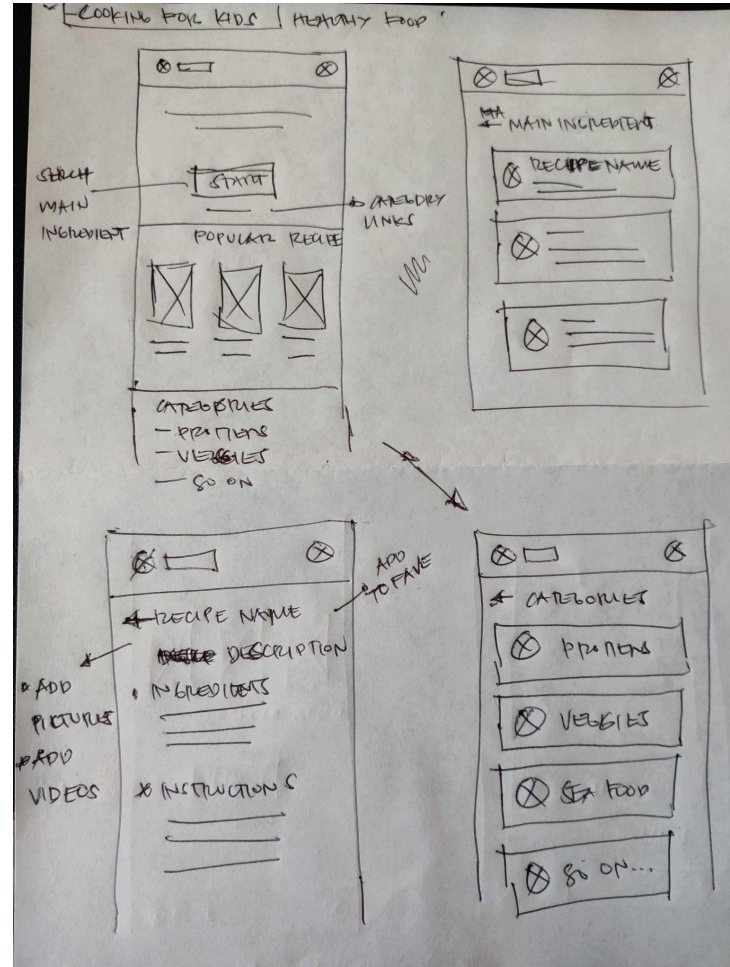 COOKING FOR KIDS | HEALTHY FOOD
START
SEARCH
MAIN
INGREDIENT
CATEGORY
LINKS
POPULAR RECIPE
CATEGORIES
- PROTIENS
- VEGGIES
- SO ON
MAIN INGREDIENT
RECIPE NAME
RECIPE NAME
DESCRIPTION
INGREDIENTS
INSTRUCTIONS
ADD
TO FAVE
* ADD
PICTURES
* ADD
VIDEOS
CATEGORIES
PROTIENS
VEGGIES
SEA FOOD
SO ON...